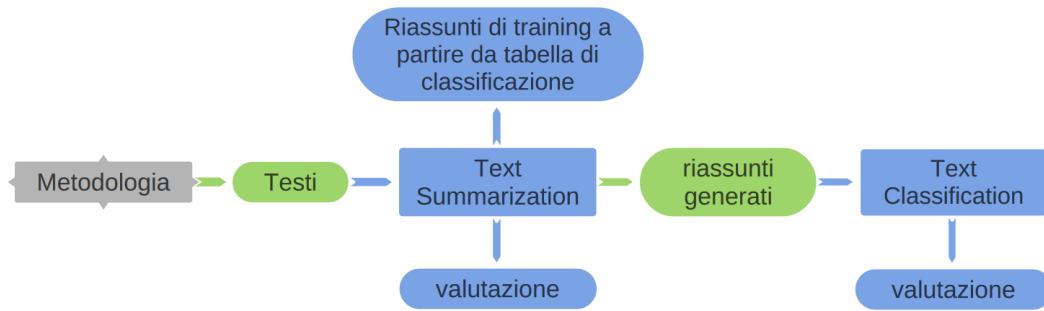 Riassunti di training a
partire da tabella di
classificazione
Metodologia
Testi
Text
Summarization
riassunti
generati
Text
Classification
valutazione
valutazione